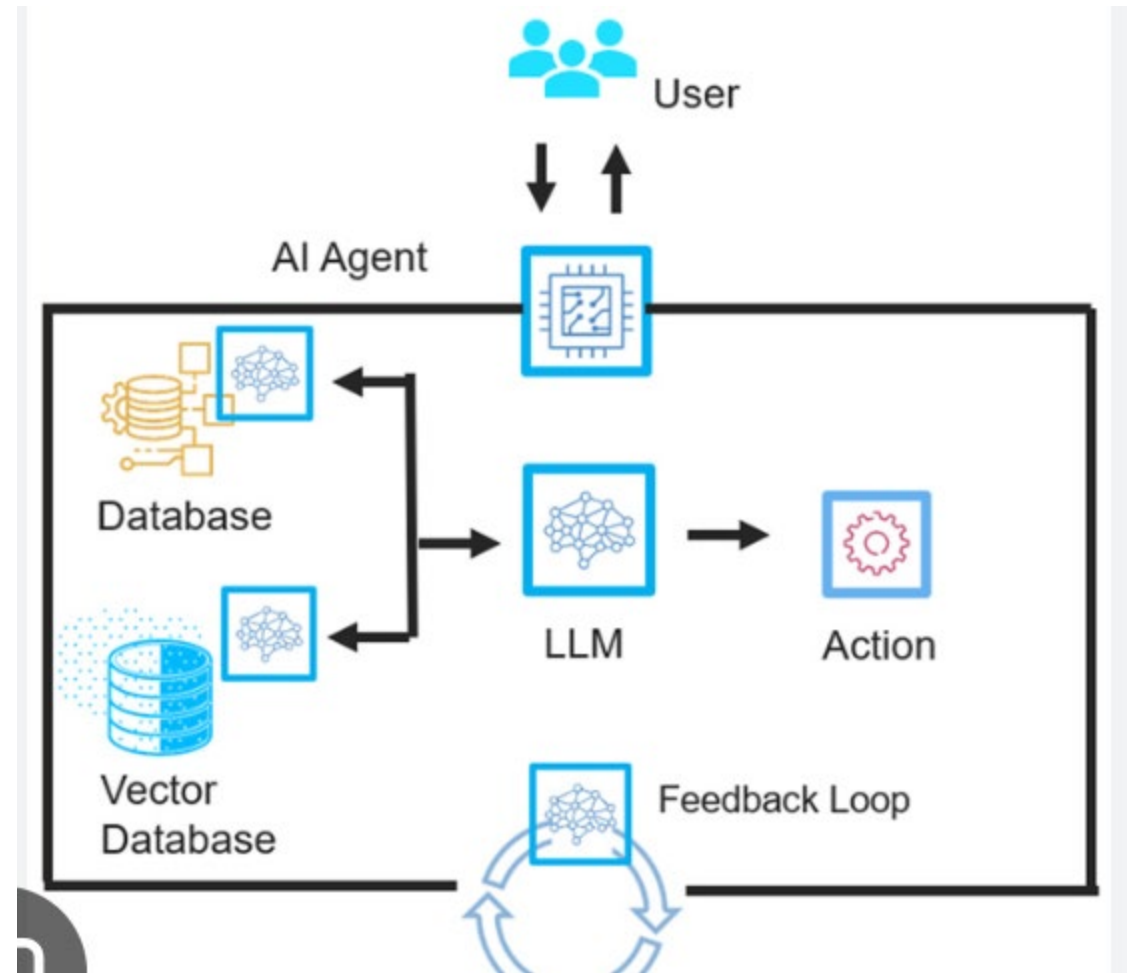 User
AI Agent
Database
LLM
Action
Vector
Database
Feedback Loop